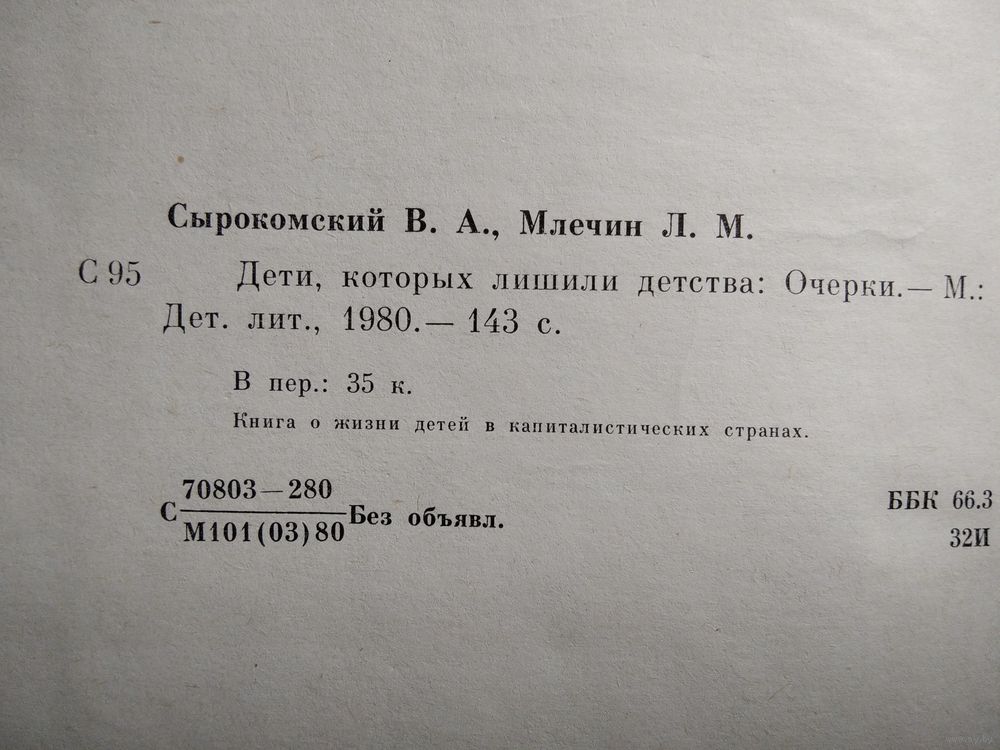 Сырокомский В. А., Млечин Л. М.
С 95 Дети, которых лишили детства: Очерки.— М.:
Дет. лит., 1980.— 143 с.
В пер.: 35 к.
Книга о жизни детей в капиталистических странах.
70803—280
С Без объявл.
М101(03)80
ББК 66.3
32И